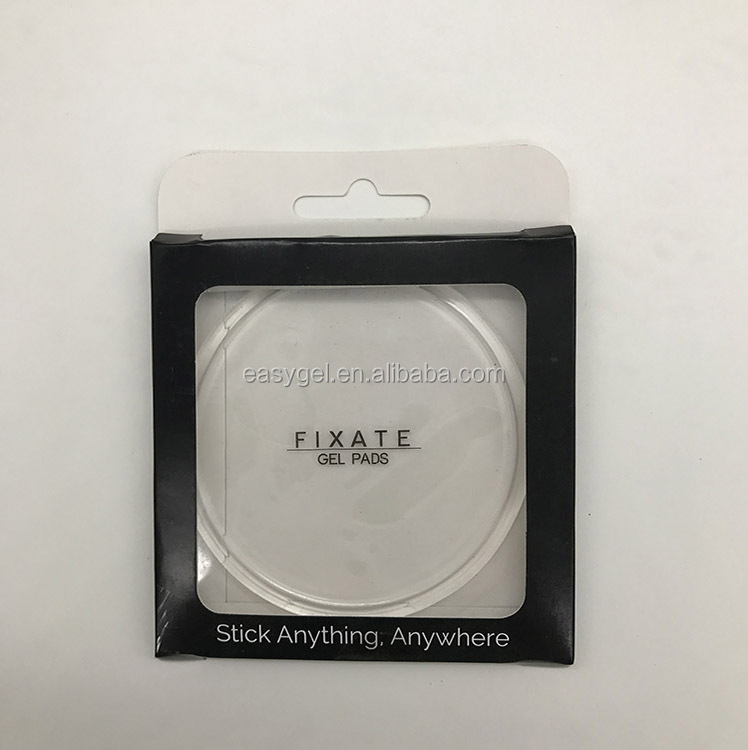 easygel.en.alibaba.com
FIXATE
GEL PADS
Stick Anything, Anywhere